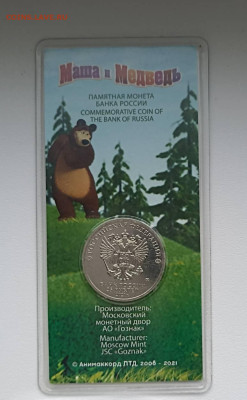 Маша и Медведь
ПАМЯТНАЯ МОНЕТА
БАНКА РОССИИ
COMMEMORATIVE COIN OF
THE BANK OF RUSSIA
Производитель:
Московский
монетный двор
АО «Гознак»
Manufacturer:
Moscow Mint
JSC «Goznak»
© Анимаккорд ЛТД, 2008 - 2021